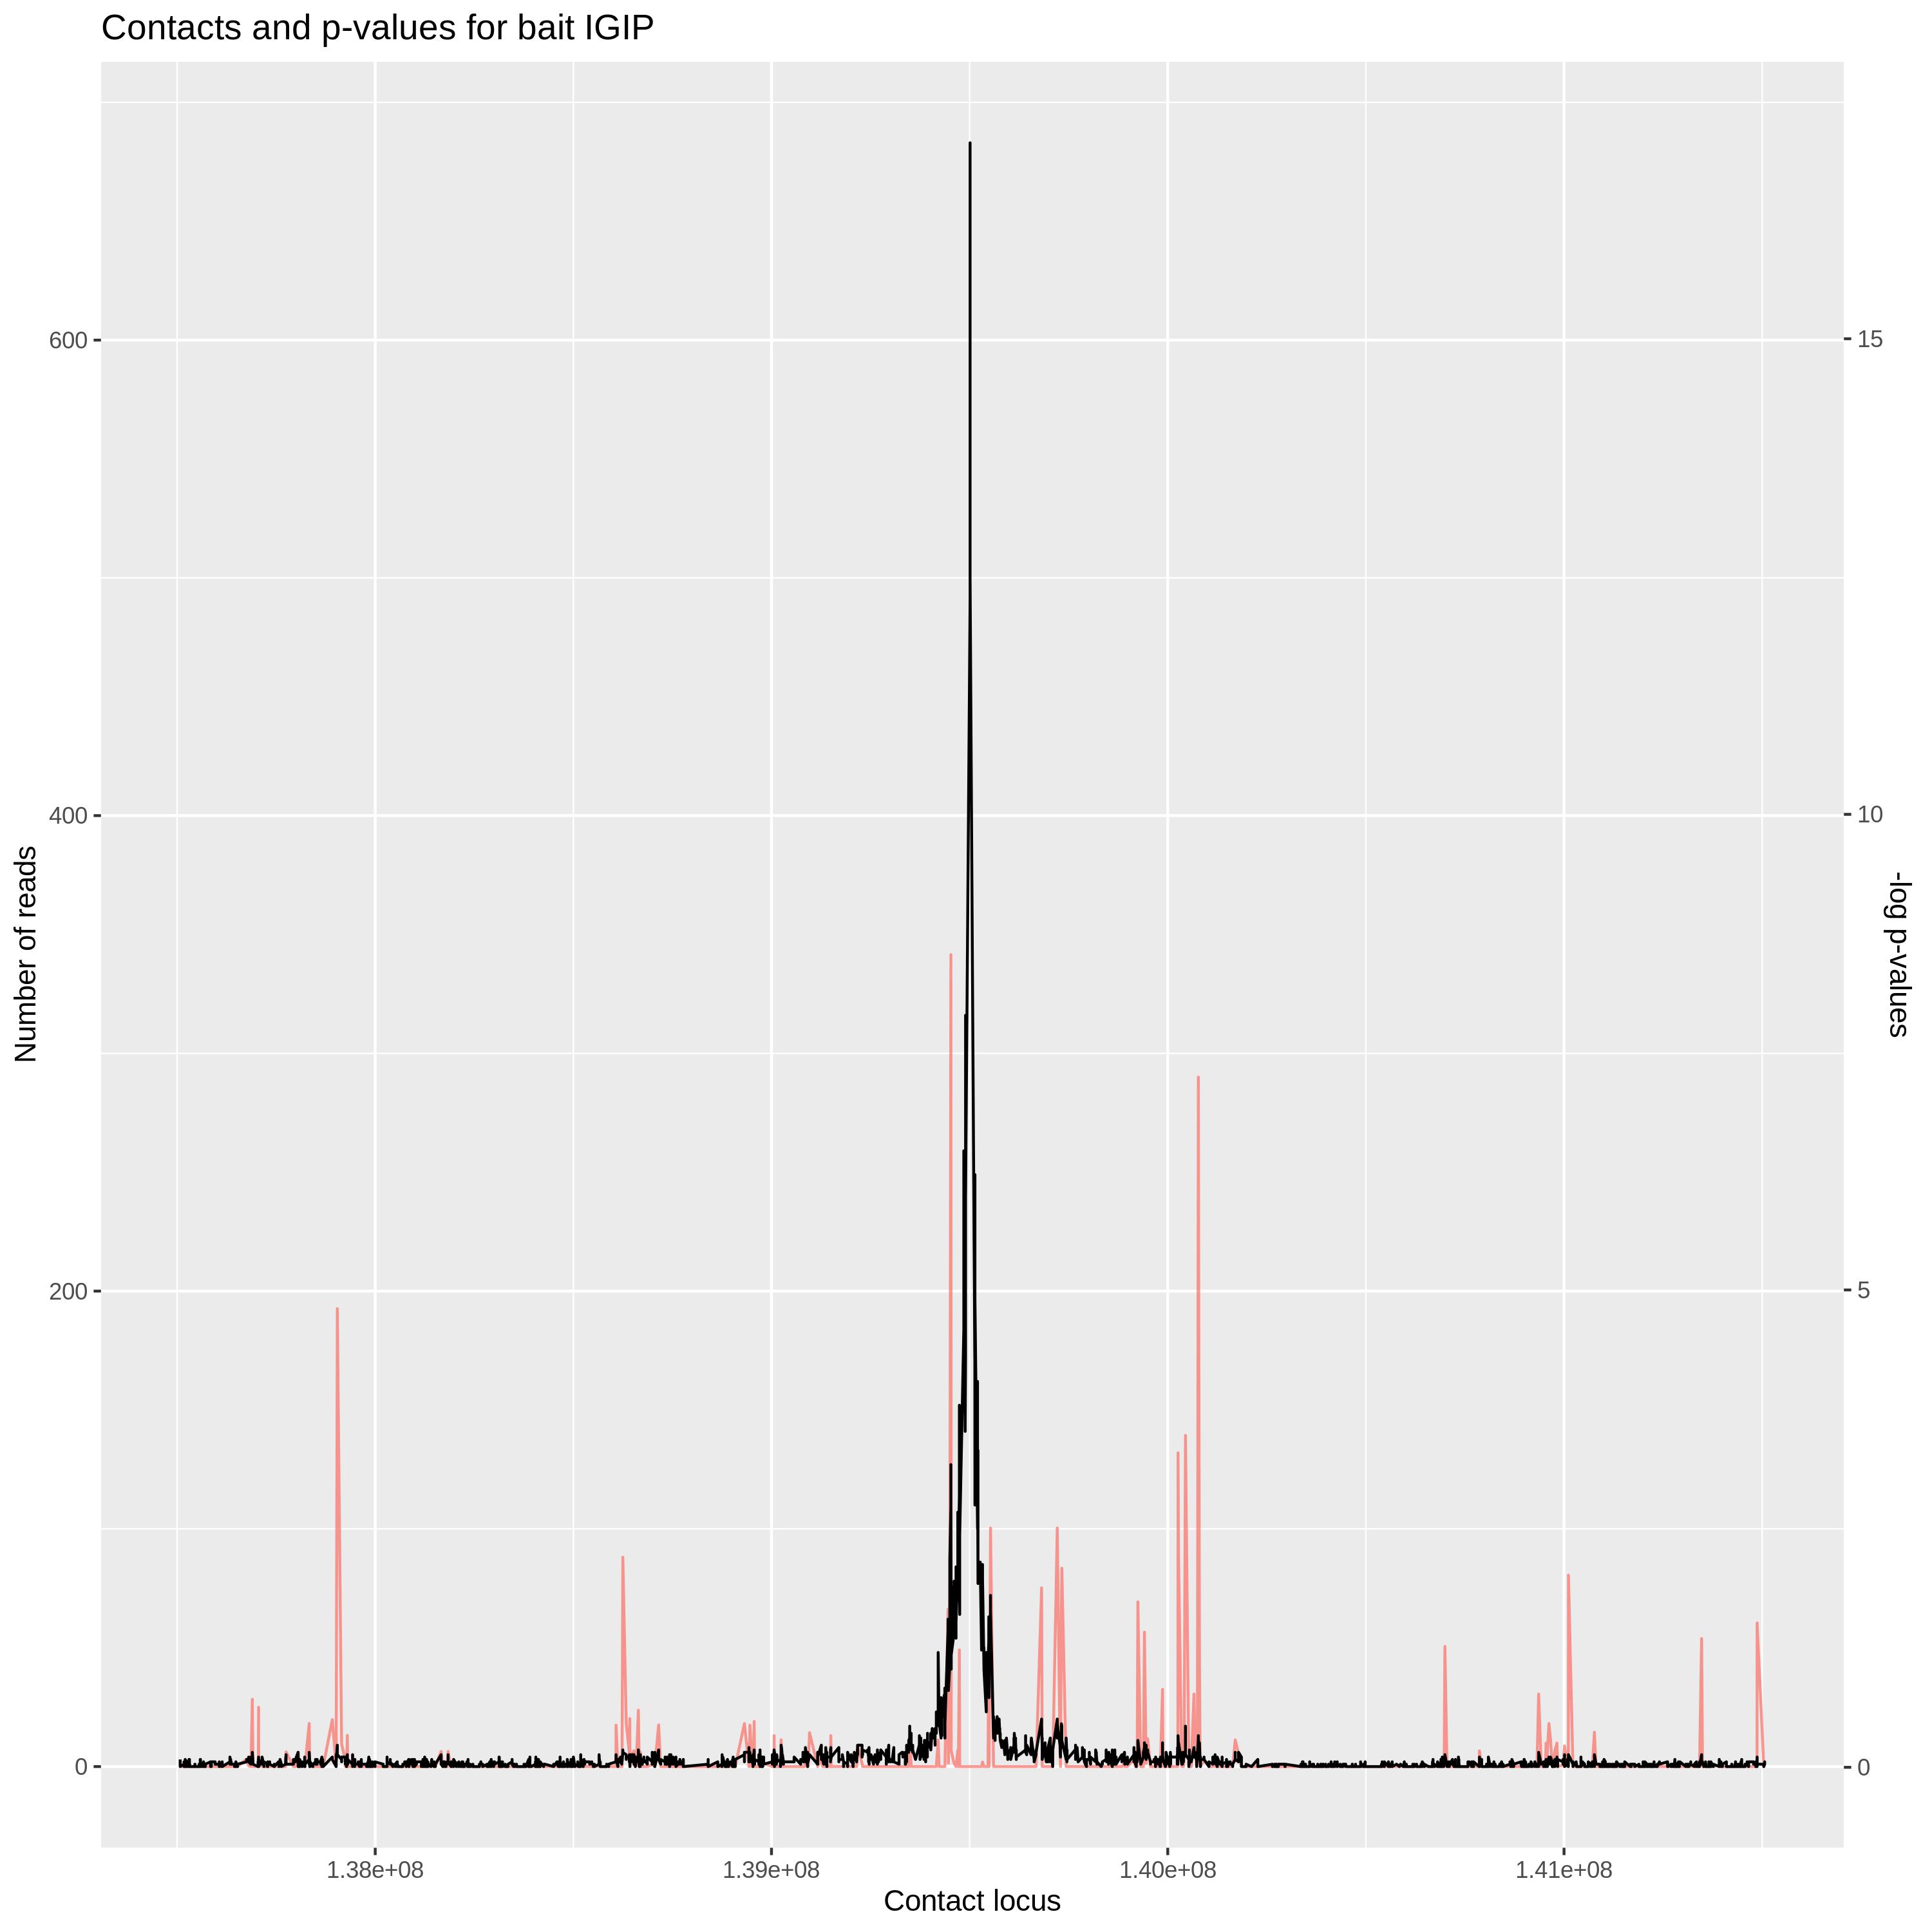 Contacts and p-values for bait IGIP
600
400
200
0
15
10
5
0
Number of reads
-log p-values
1.38e+08
1.39e+08
1.40e+08
1.41e+08
Contact locus